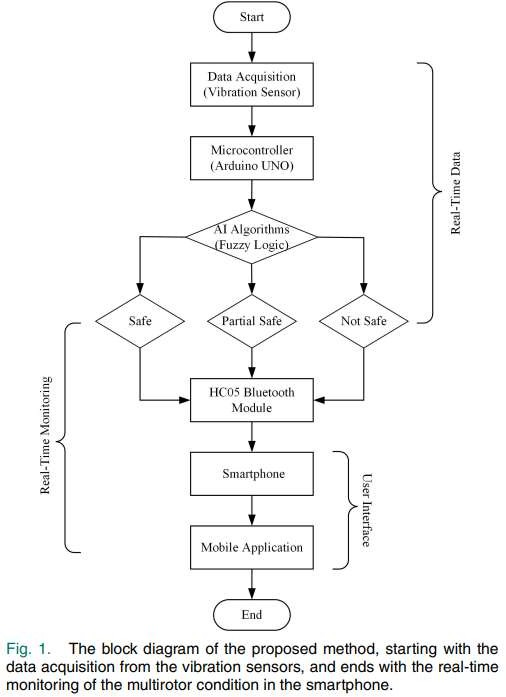 Start
Data Acquisition
(Vibration Sensor)
Microcontroller
(Arduino UNO)
Real-Time Data
AI Algorithms
(Fuzzy Logic)
Safe
Partial Safe
Not Safe
HC05 Bluetooth
Module
Real-Time Monitoring
Smartphone
User Interface
Mobile Application
End
Fig. 1. The block diagram of the proposed method, starting with the
data acquisition from the vibration sensors, and ends with the real-time
monitoring of the multirotor condition in the smartphone.